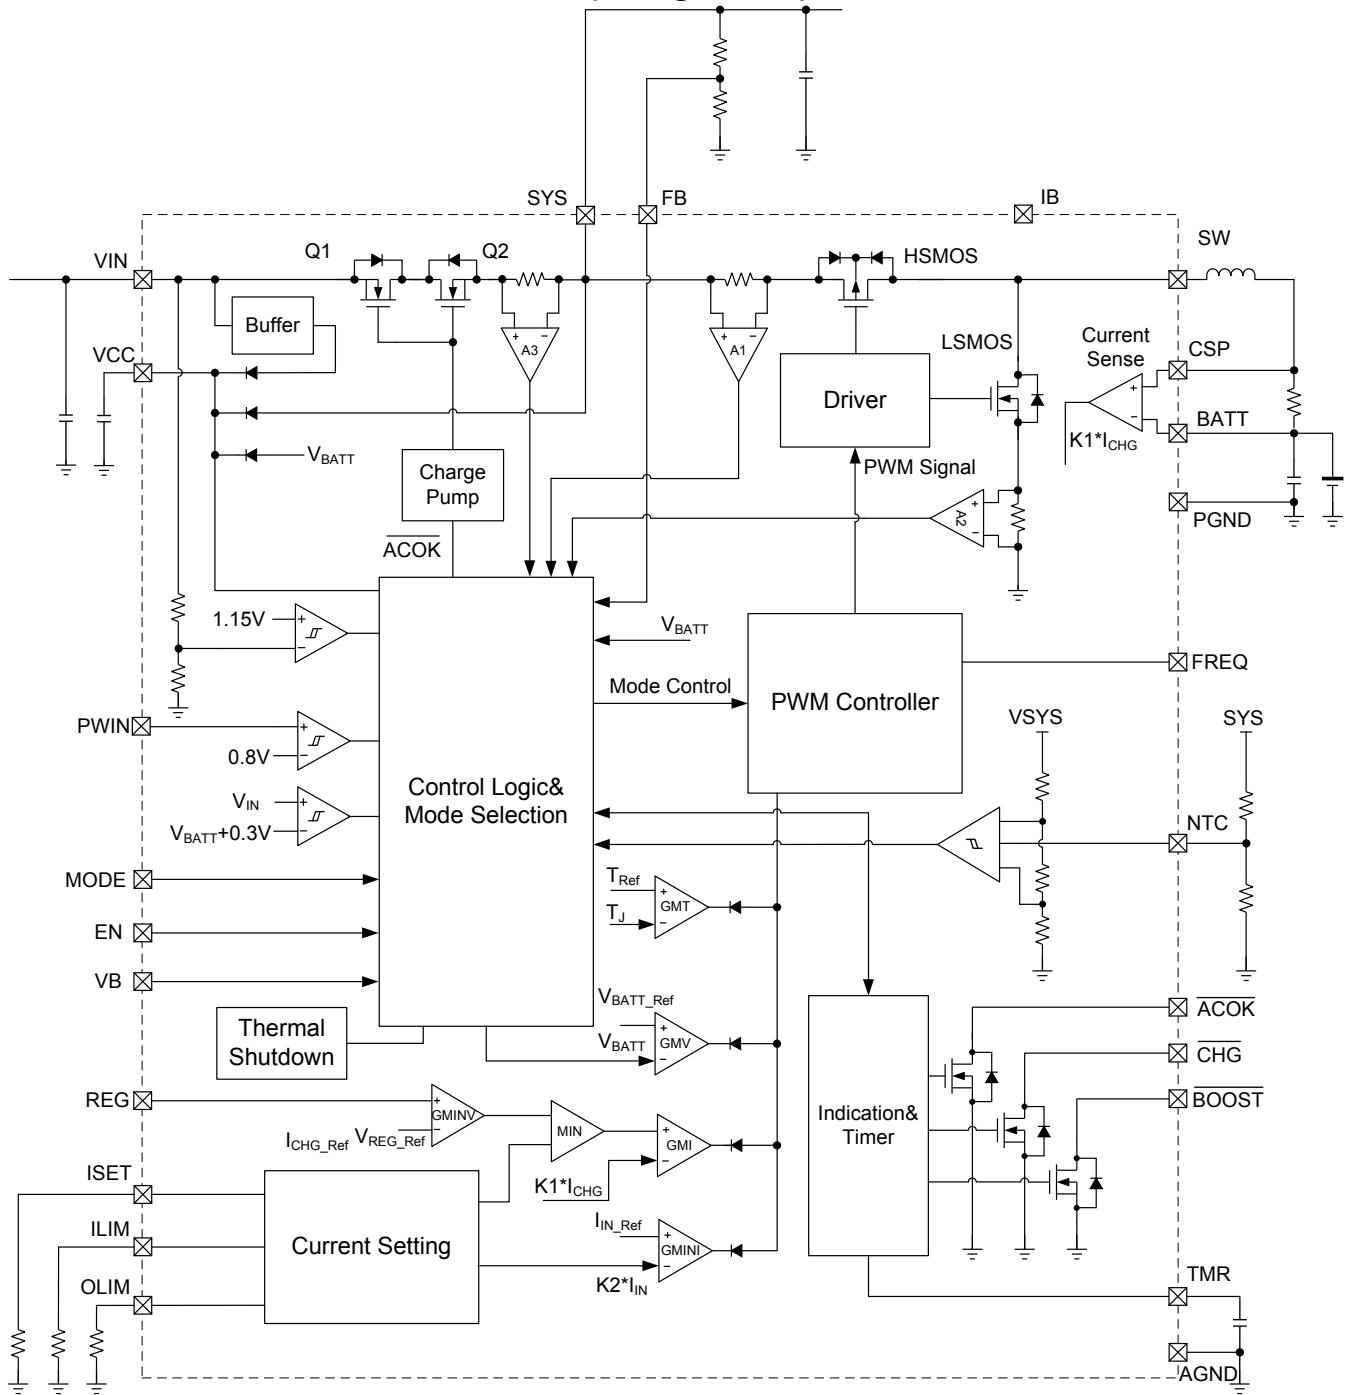 SYS
FB
IB
VIN
Q1
Q2
HSMOS
SW
Buffer
+ −
A3
+ −
A1
LSMOS
Current
Sense
CSP
VCC
Driver
+
−
K1*ICHG
BATT
VBATT
Charge
Pump
PWM Signal
+
A2
−
PGND
ACOK
1.15V
+
−
VBATT
FREQ
Mode Control
PWM Controller
VSYS
SYS
PWIN
+
0.8V
−
Control Logic&
Mode Selection
VIN
+
VBATT+0.3V
−
NTC
MODE
TRef
+
GMT
TJ
−
EN
VB
VBATT_Ref
+
VBATT
GMV
−
Thermal
Shutdown
ACOK
CHG
BOOST
REG
+
GMINV
−
ICHG_Ref
VREG_Ref
MIN
+
GMI
−
K1*ICHG
Indication&
Timer
ISET
ILIM
OLIM
Current Setting
IIN_Ref
+
GMINI
−
K2*IIN
TMR
AGND